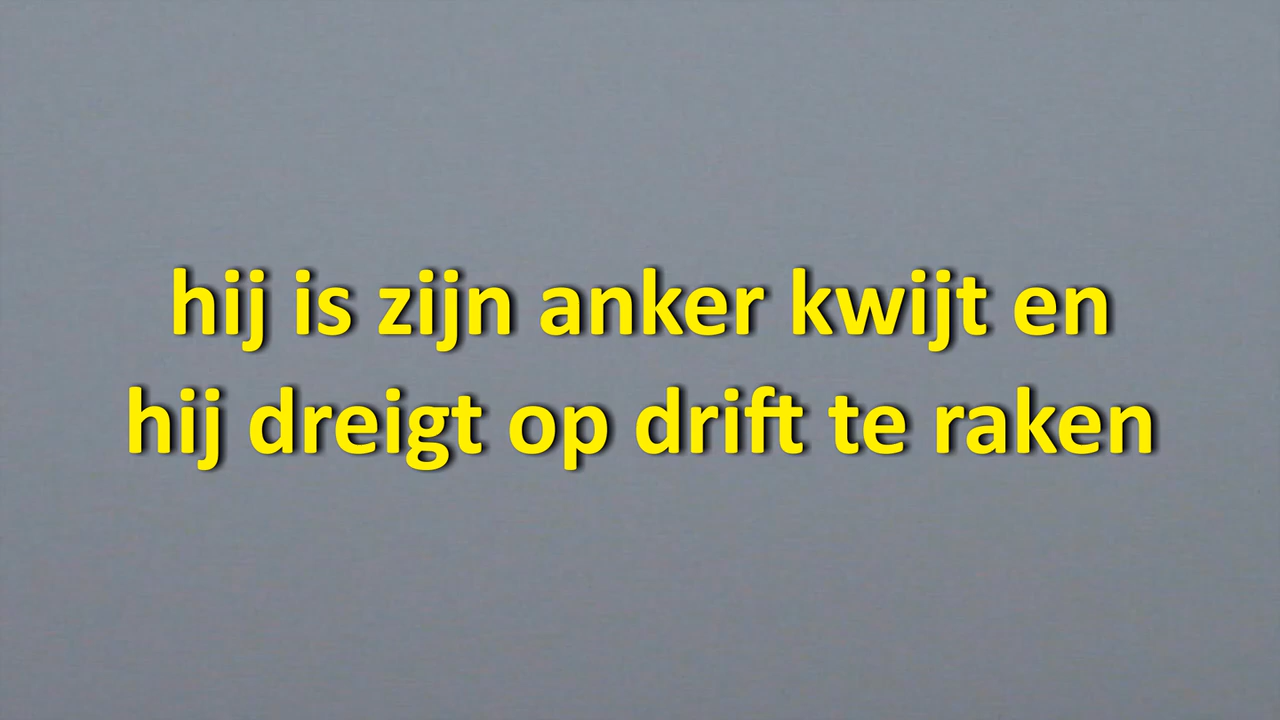 hij is zijn anker kwijt en
hij dreigt op drift te raken